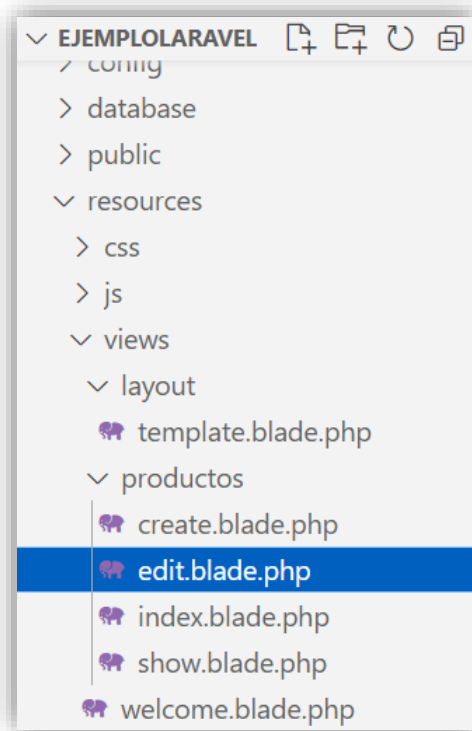 EJEMPLOLARAVEL
config
database
public
resources
css
js
views
layout
template.blade.php
productos
create.blade.php
edit.blade.php
index.blade.php
show.blade.php
welcome.blade.php